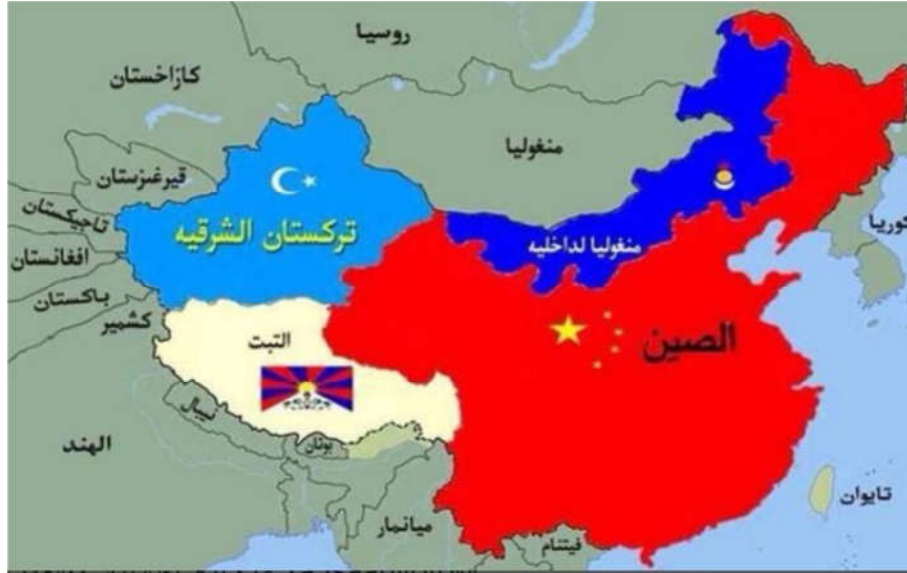 روسيا
كازاخستان
منغوليا
قيرغزستان
تركستان الشرقيه
تاجيكستان
كوريا
منغوليا لداخليه
افغانستان
باكستان
كشمير
التبت
الصين
نيبال
بوتان
الهند
تايوان
ميانمار
فيتنام